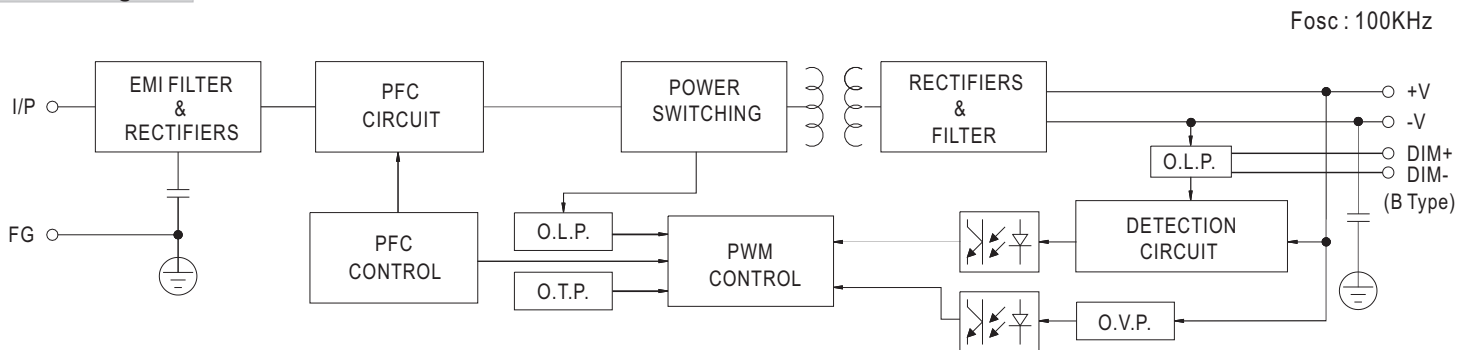 Fosc : 100KHz
I/P
EMI FILTER
&
RECTIFIERS
PFC
CIRCUIT
POWER
SWITCHING
RECTIFIERS
&
FILTER
+V
-V
O.L.P.
DIM+
DIM-
(B Type)
FG
PFC
CONTROL
O.L.P.
O.T.P.
PWM
CONTROL
DETECTION
CIRCUIT
O.V.P.